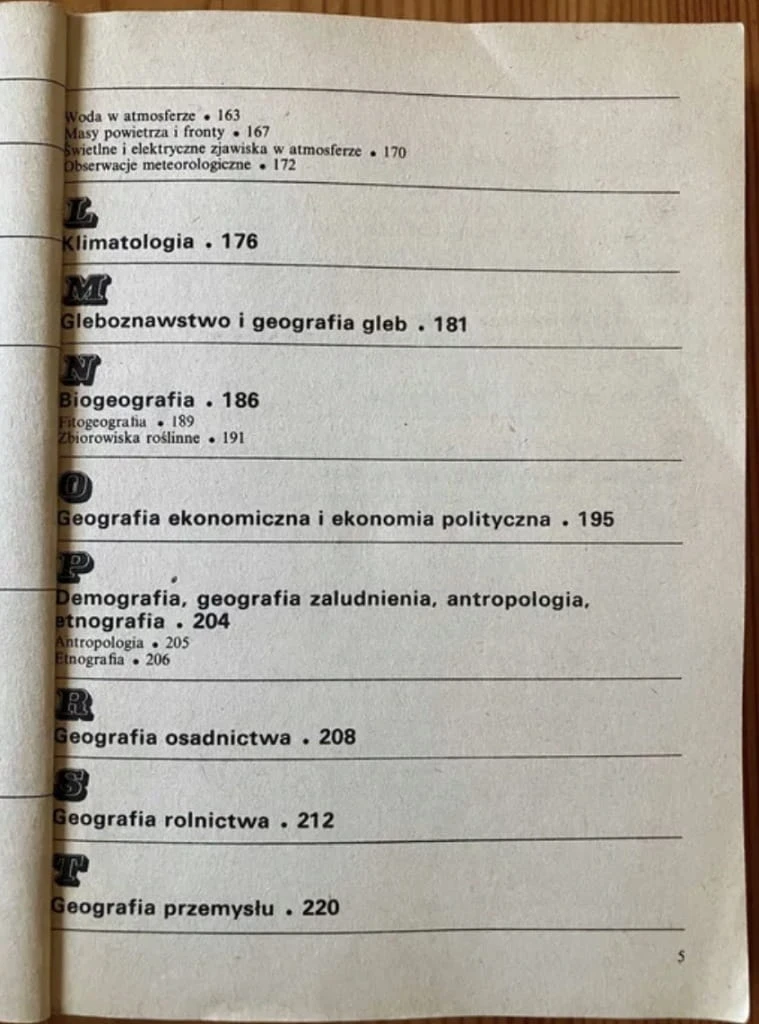 Woda w atmosferze • 163
Masy powietrza i fronty • 167
Świetlne i elektryczne zjawiska w atmosferze • 170
Obserwacje meteorologiczne • 172
L
Klimatologia • 176
M
Gleboznawstwo i geografia gleb • 181
N
Biogeografia • 186
Fitogeografia • 189
Zbiorowiska roślinne • 191
O
Geografia ekonomiczna i ekonomia polityczna • 195
P
Demografia, geografia zaludnienia, antropologia,
etnografia • 204
Antropologia • 205
Etnografia • 206
R
Geografia osadnictwa • 208
S
Geografia rolnictwa • 212
T
Geografia przemysłu • 220
5